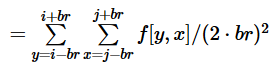 = \sum_{y=i-br}^{i+br} \sum_{x=j-br}^{j+br} f[y, x]/(2 \cdot br)^2